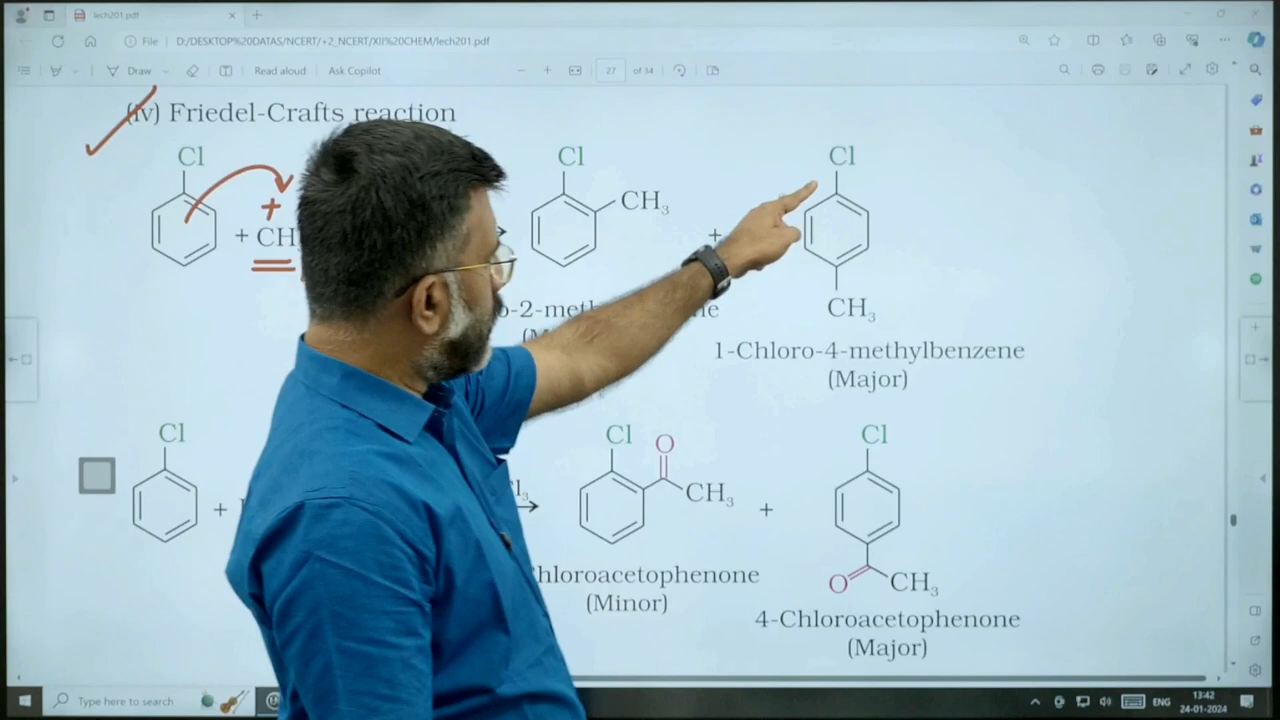 lech201.pdf
File D:/DESKTOP%20DATAS/NCERT/+2_NCERT/XII%20CHEM/lech201.pdf
Draw Read aloud Ask Copilot 27 of 34
(iv) Friedel-Crafts reaction
Cl Cl Cl
+ CH CH₃ +
+
CH₃
1-Chloro-4-methylbenzene
(Major)
Cl Cl O Cl
+ CH₃ +
O CH₃
hloroacetophenone
(Minor)
4-Chloroacetophenone
(Major)
Type here to search ENG 13:42
24-01-2024